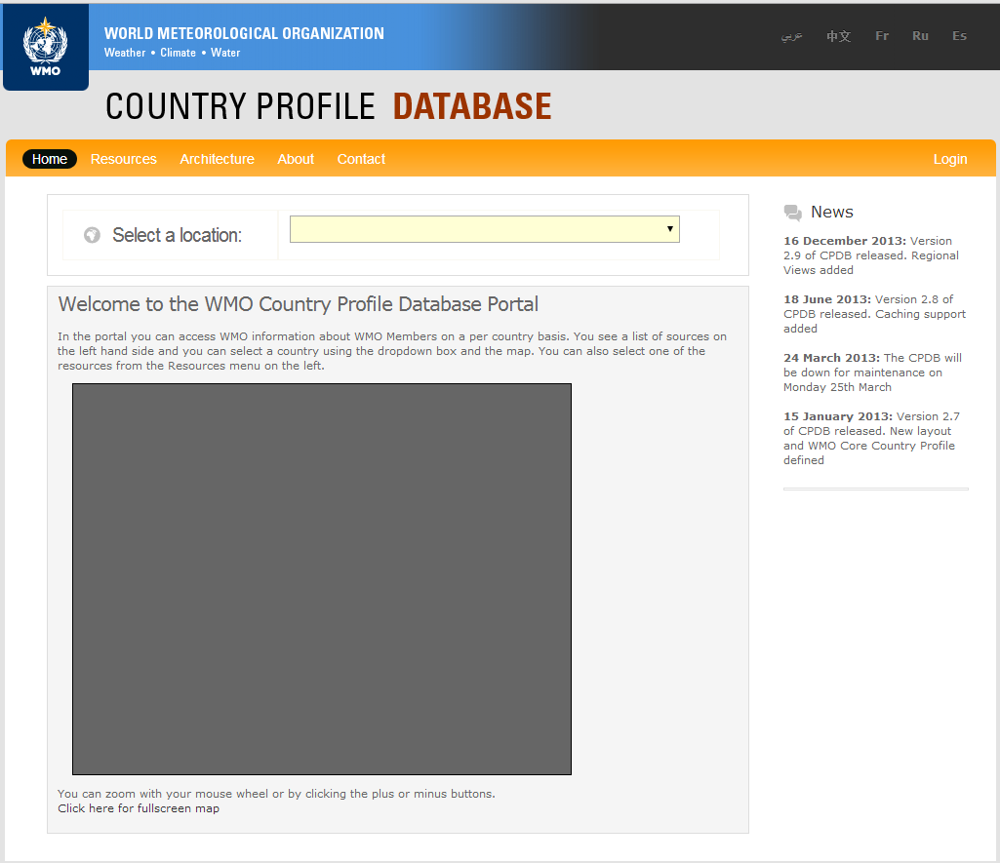 WMO
WORLD METEOROLOGICAL ORGANIZATION
Weather • Climate • Water
عربي 中文 Fr Ru Es
COUNTRY PROFILE DATABASE
Home Resources Architecture About Contact Login
Select a location:
Welcome to the WMO Country Profile Database Portal
In the portal you can access WMO information about WMO Members on a per country basis. You see a list of sources on
the left hand side and you can select a country using the dropdown box and the map. You can also select one of the
resources from the Resources menu on the left.
You can zoom with your mouse wheel or by clicking the plus or minus buttons.
Click here for fullscreen map
News
16 December 2013: Version
2.9 of CPDB released. Regional
Views added
18 June 2013: Version 2.8 of
CPDB released. Caching support
added
24 March 2013: The CPDB will
be down for maintenance on
Monday 25th March
15 January 2013: Version 2.7
of CPDB released. New layout
and WMO Core Country Profile
defined